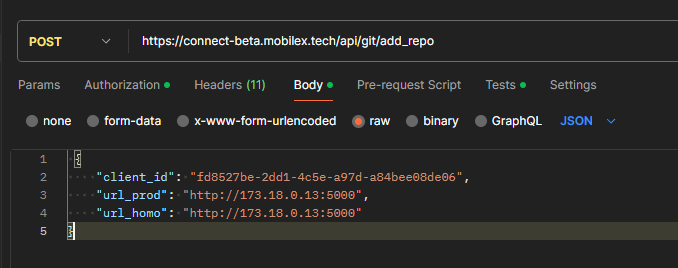 POST https://connect-beta.mobilex.tech/api/git/add_repo
Params Authorization Headers (11) Body Pre-request Script Tests Settings
none form-data x-www-form-urlencoded raw binary GraphQL JSON
1 {
2 "client_id": "fd8527be-2dd1-4c5e-a97d-a84bee08de06",
3 "url_prod": "http://173.18.0.13:5000",
4 "url_homo": "http://173.18.0.13:5000"
5 }